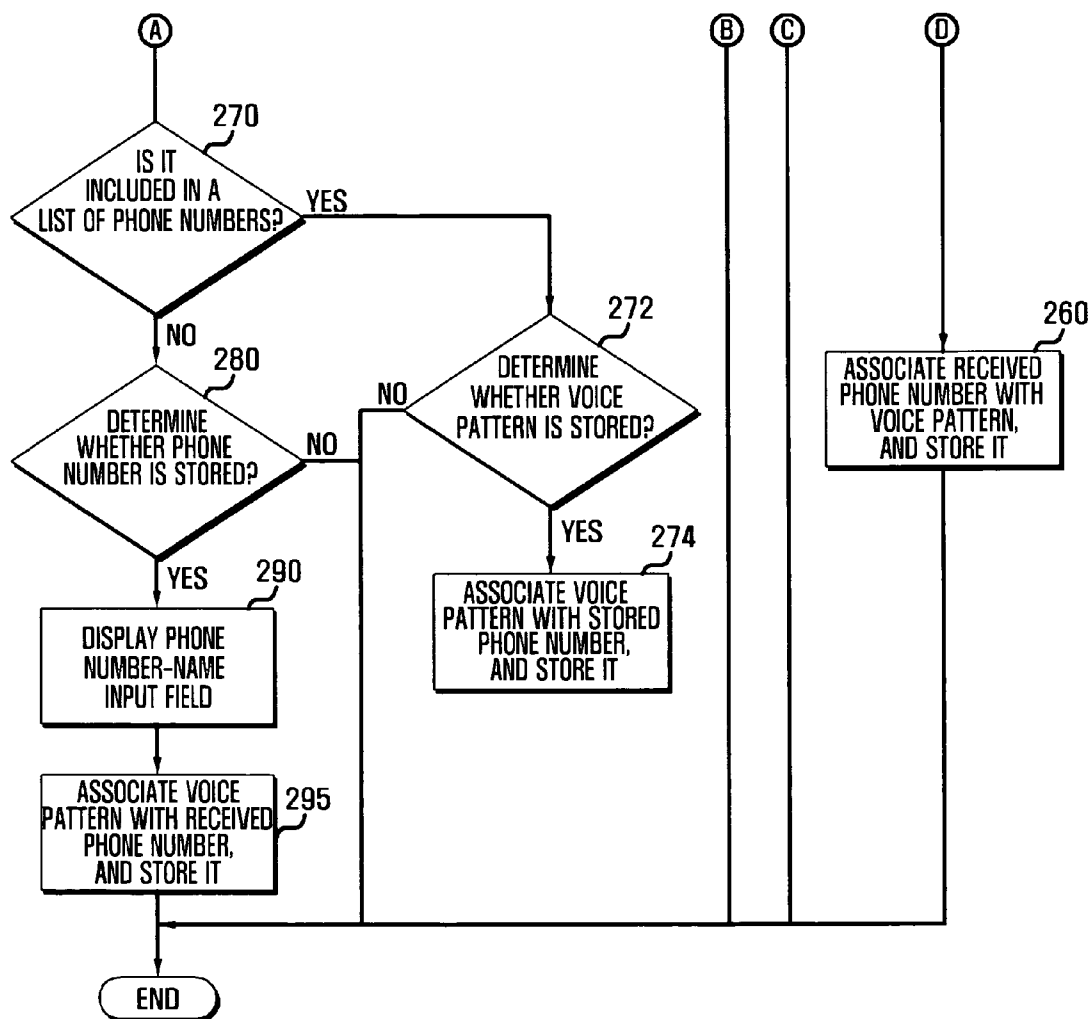 A
B
C
D
270
IS IT
INCLUDED IN A
LIST OF PHONE NUMBERS?
YES
NO
272
DETERMINE
WHETHER VOICE
PATTERN IS STORED?
NO
YES
260
ASSOCIATE RECEIVED
PHONE NUMBER WITH
VOICE PATTERN,
AND STORE IT
280
DETERMINE
WHETHER PHONE
NUMBER IS STORED?
NO
YES
274
ASSOCIATE VOICE
PATTERN WITH STORED
PHONE NUMBER,
AND STORE IT
290
DISPLAY PHONE
NUMBER-NAME
INPUT FIELD
295
ASSOCIATE VOICE
PATTERN WITH RECEIVED
PHONE NUMBER,
AND STORE IT
END